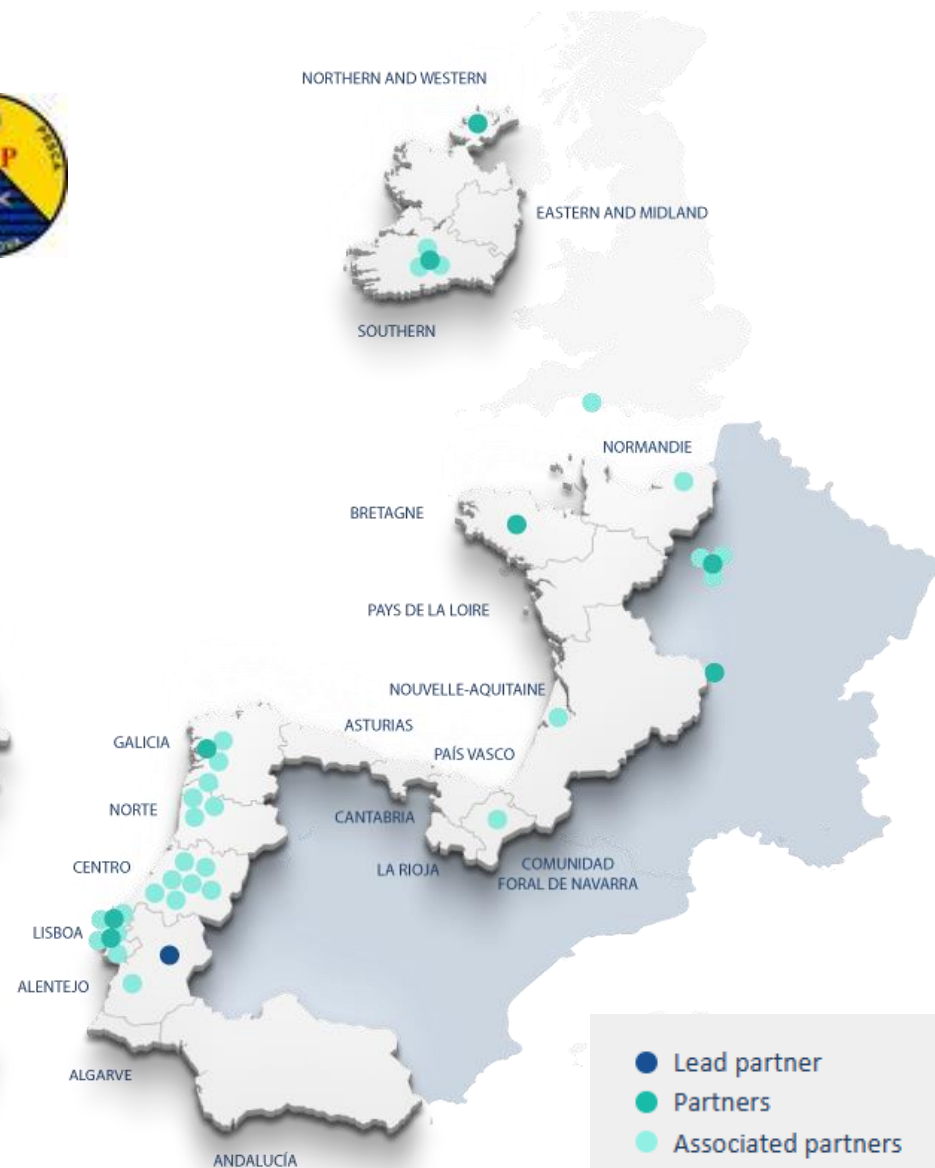 NORTHERN AND WESTERN
PESCA
P
EASTERN AND MIDLAND
SOUTHERN
NORMANDIE
BRETAGNE
PAYS DE LA LOIRE
NOUVELLE-AQUITAINE
ASTURIAS
GALICIA
PAÍS VASCO
NORTE
CANTABRIA
CENTRO
LA RIOJA
COMUNIDAD
FORAL DE NAVARRA
LISBOA
ALENTEJO
ALGARVE
ANDALUCÍA
Lead partner
Partners
Associated partners